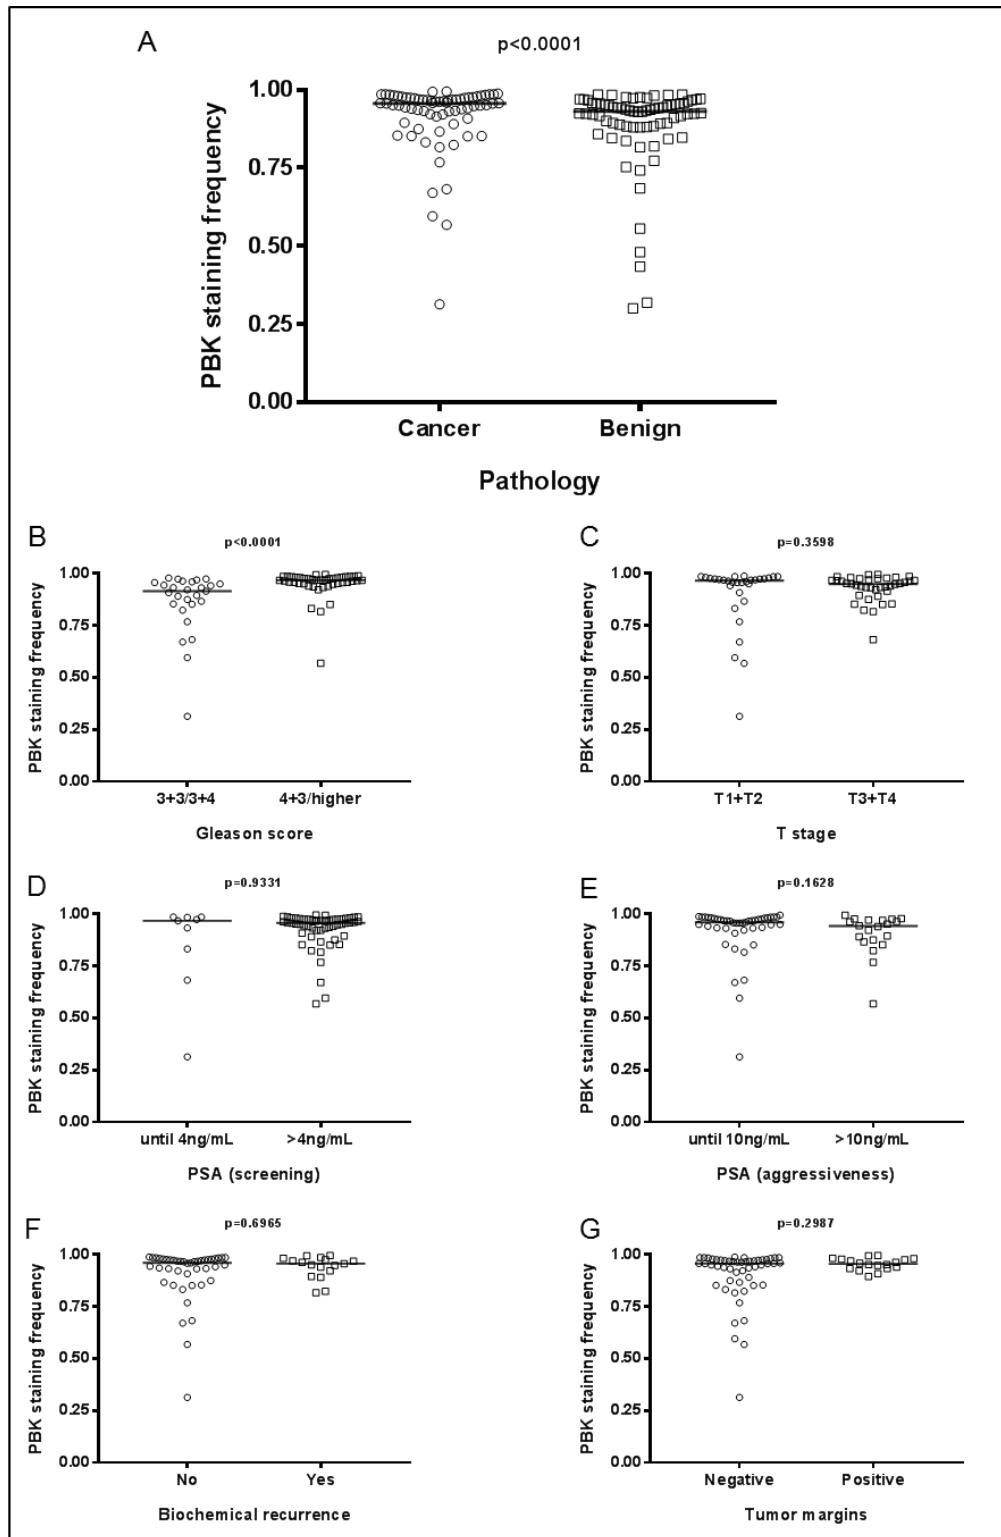 A
p<0.0001
PBK staining frequency
1.00
0.75
0.50
0.25
0.00
Cancer Benign
Pathology
B
p<0.0001
PBK staining frequency
1.00
0.75
0.50
0.25
0.00
3+3/3+4 4+3/higher
Gleason score
C
p=0.3598
PBK staining frequency
1.00
0.75
0.50
0.25
0.00
T1+T2 T3+T4
T stage
D
p=0.9331
PBK staining frequency
1.00
0.75
0.50
0.25
0.00
until 4ng/mL >4ng/mL
PSA (screening)
E
p=0.1628
PBK staining frequency
1.00
0.75
0.50
0.25
0.00
until 10ng/mL >10ng/mL
PSA (aggressiveness)
F
p=0.6965
PBK staining frequency
1.00
0.75
0.50
0.25
0.00
No Yes
Biochemical recurrence
G
p=0.2987
PBK staining frequency
1.00
0.75
0.50
0.25
0.00
Negative Positive
Tumor margins